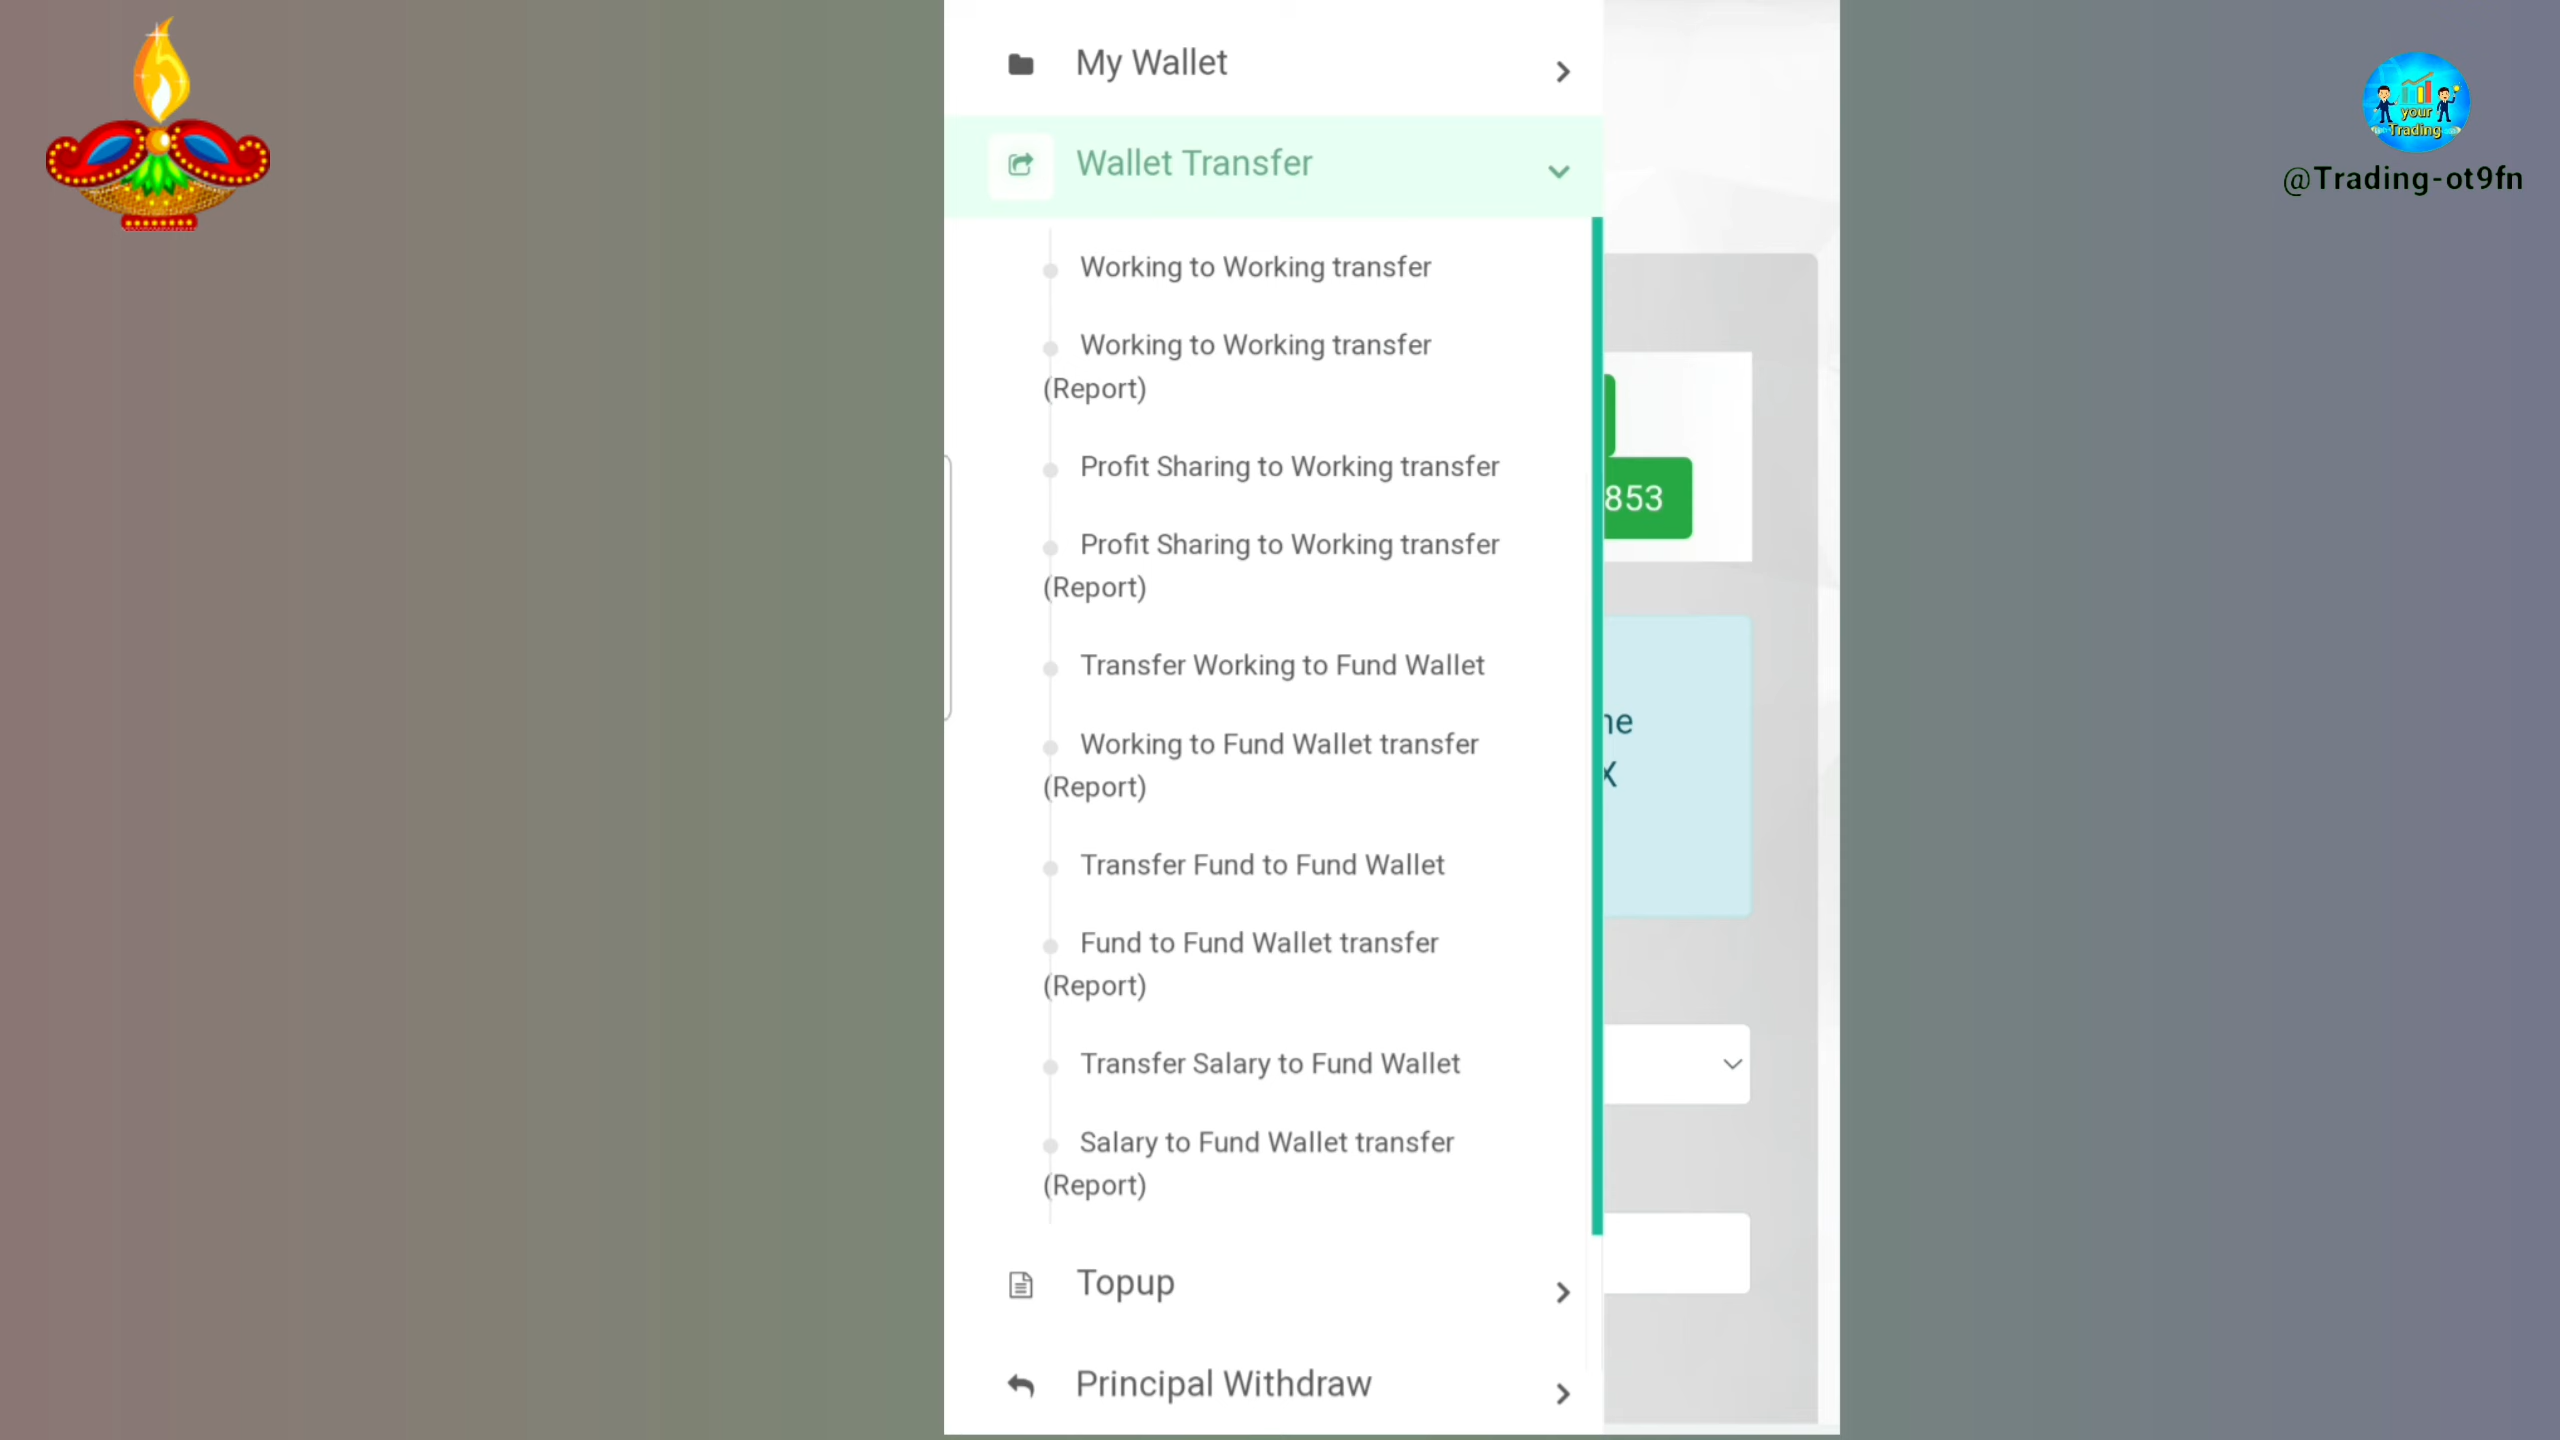 My Wallet
Wallet Transfer
Working to Working transfer
Working to Working transfer
(Report)
Profit Sharing to Working transfer
853
Profit Sharing to Working transfer
(Report)
Transfer Working to Fund Wallet
Working to Fund Wallet transfer
(Report)
Transfer Fund to Fund Wallet
Fund to Fund Wallet transfer
(Report)
Transfer Salary to Fund Wallet
Salary to Fund Wallet transfer
(Report)
Topup
Principal Withdraw
your
Trading
@Trading-ot9fn